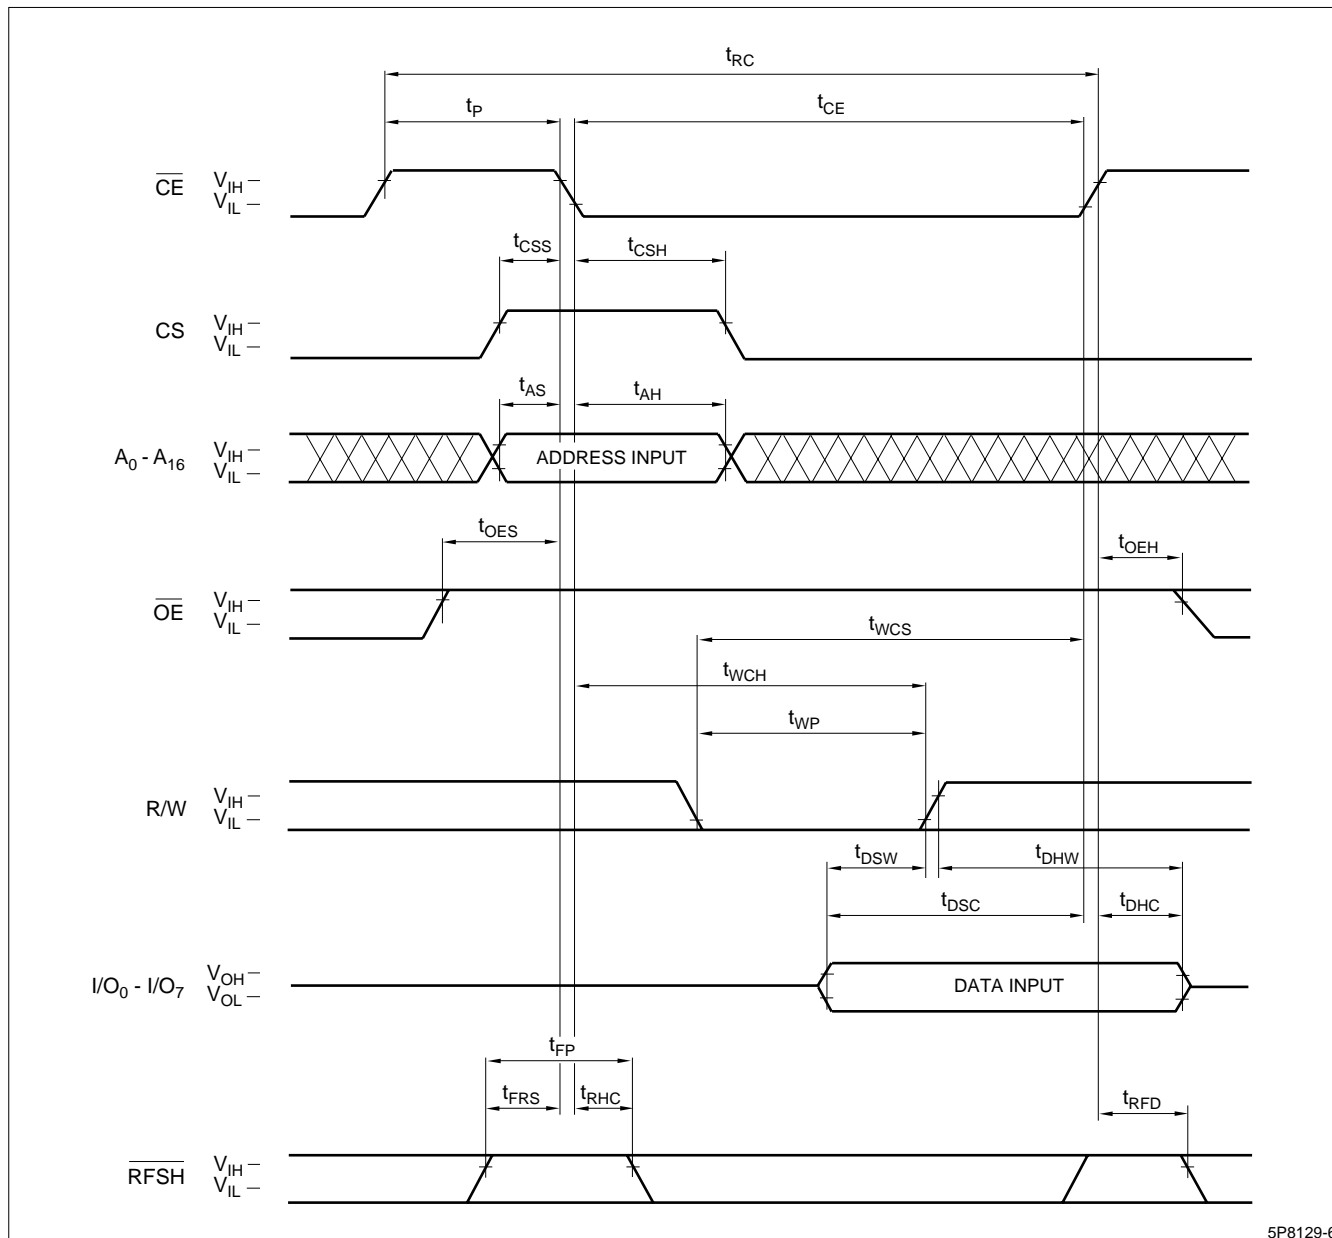 tRC
tP tCE
CE VIH
VIL
tCSS tCSH
CS VIH
VIL
tAS tAH
A0 - A16 VIH
VIL
ADDRESS INPUT
tOES tOEH
OE VIH
VIL
tWCS
tWCH
tWP
R/W VIH
VIL
tDSW tDHW
tDSC tDHC
I/O0 - I/O7 VOH
VOL
DATA INPUT
tFP
tFRS tRHC tRFD
RFSH VIH
VIL
5P8129-6